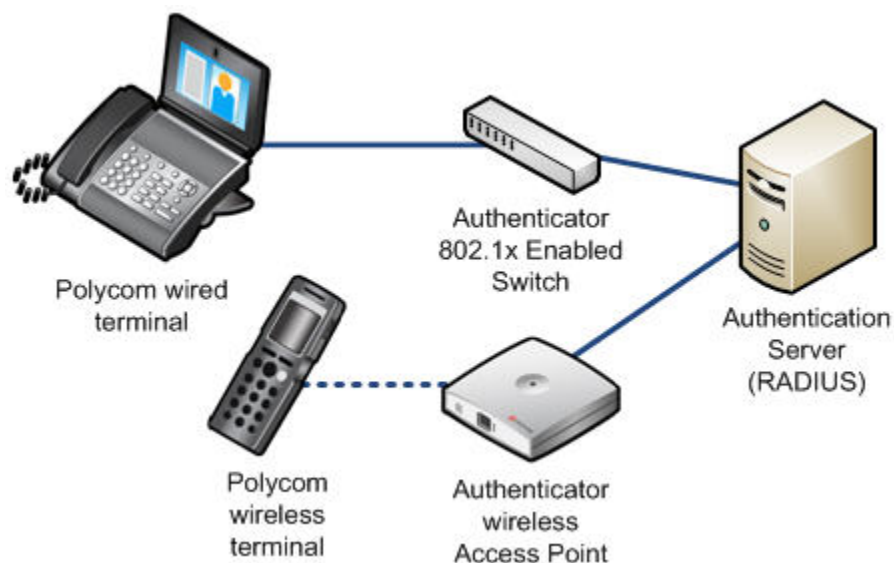 Authenticator
802.1x Enabled
Switch
Polycom wired
terminal
Authentication
Server
(RADIUS)
Polycom
wireless
terminal
Authenticator
wireless
Access Point